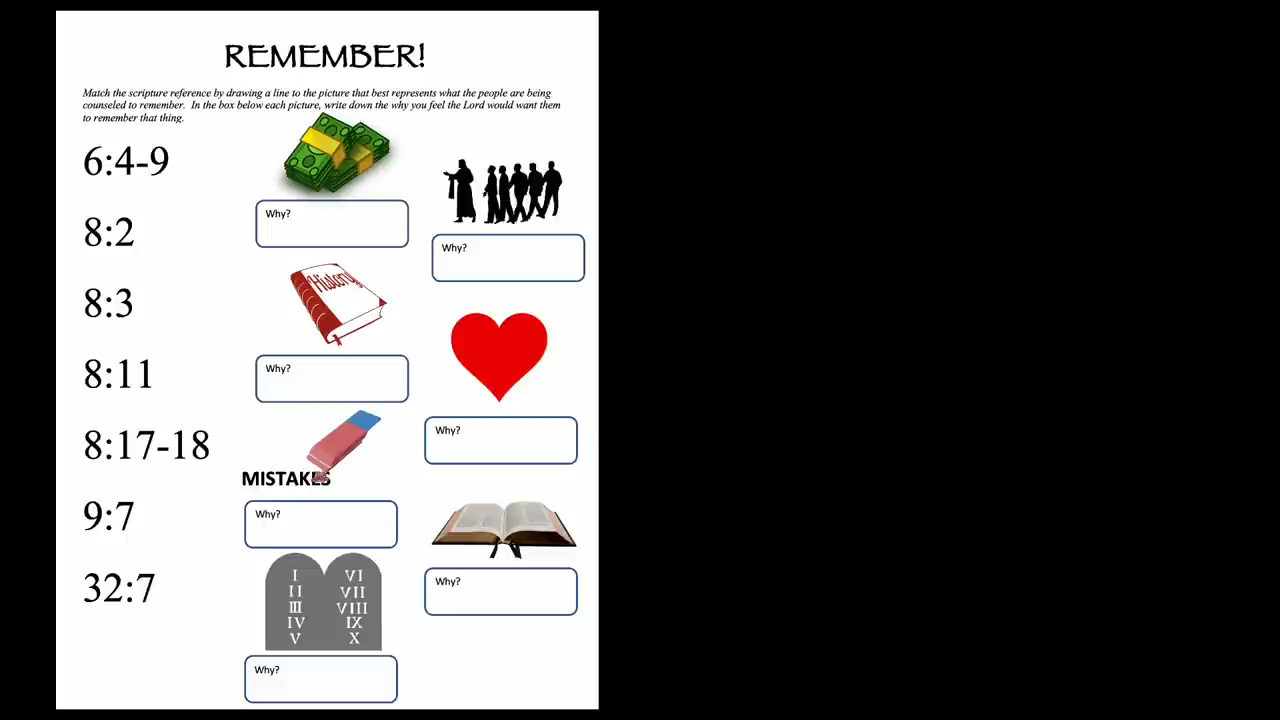 REMEMBER!
Match the scripture reference by drawing a line to the picture that best represents what the people are being
counseled to remember. In the box below each picture, write down the why you feel the Lord would want them
to remember that thing.
6:4-9
8:2
8:3
8:11
8:17-18
9:7
32:7
Why?
History
Why?
MISTAKES
Why?
I VI
II VII
III VIII
IV IX
V X
Why?
Why?
Why?
Why?